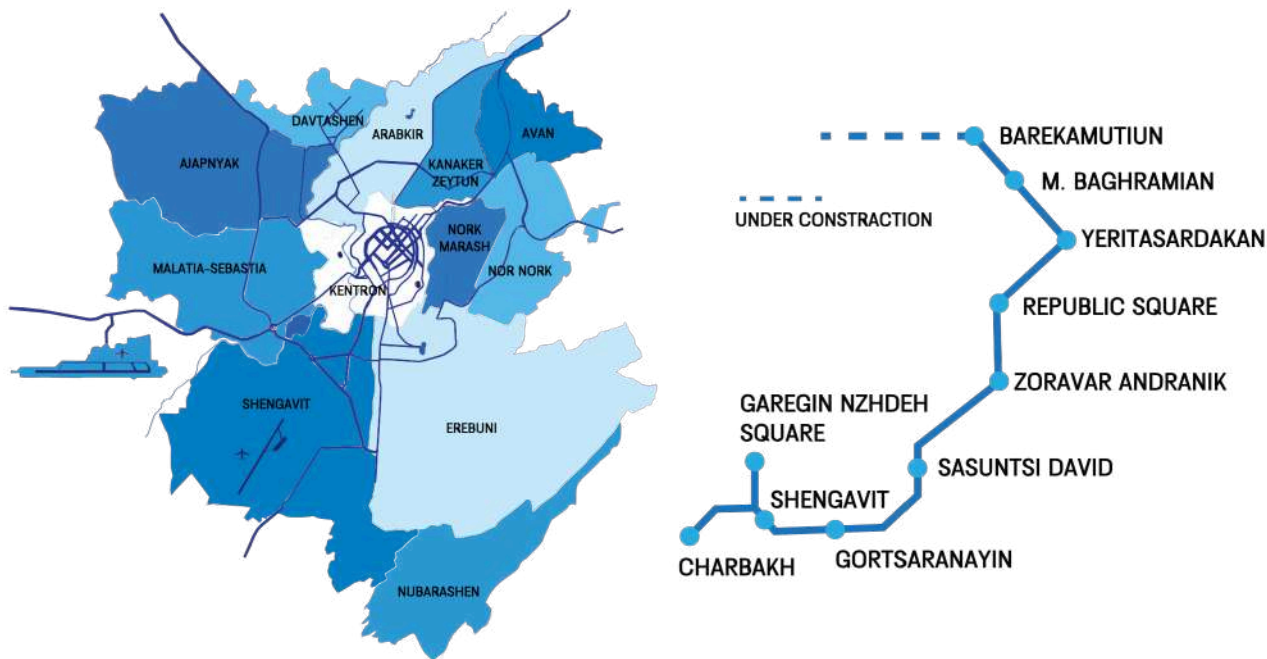 DAVTASHEN
ARABKIR
AVAN
AJAPNYAK
KANAKER
ZEYTUN
NORK
MARASH
MALATIA-SEBASTIA
NOR NORK
KENTRON
SHENGAVIT
EREBUNI
NUBARASHEN
BAREKAMUTIUN
M. BAGHRAMIAN
UNDER CONSTRACTION
YERITASARDAKAN
REPUBLIC SQUARE
ZORAVAR ANDRANIK
GAREGIN NZHDEH
SQUARE
SASUNTSI DAVID
SHENGAVIT
GORTSARANAYIN
CHARBAKH